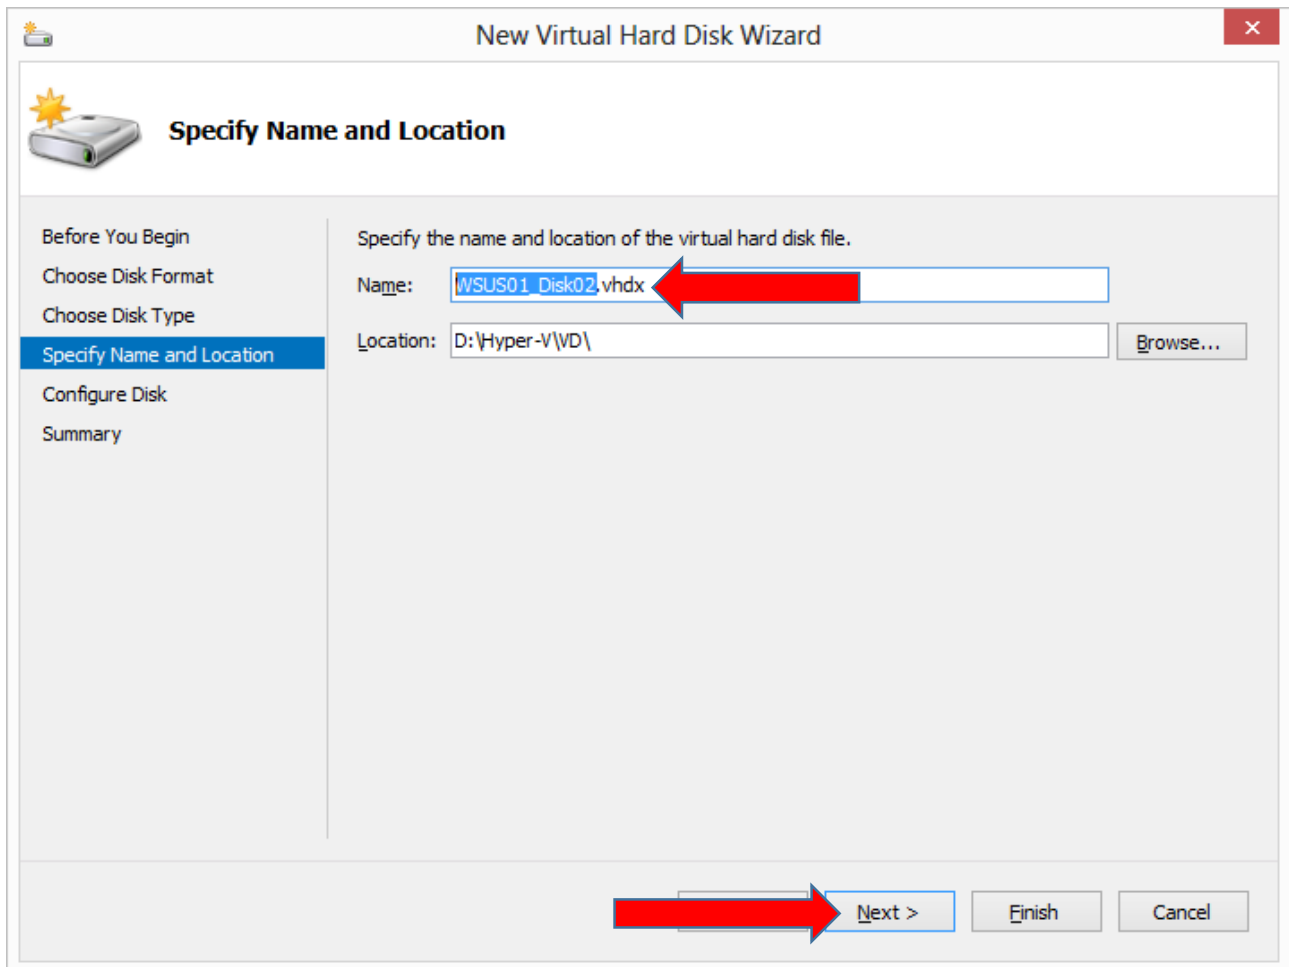 New Virtual Hard Disk Wizard
Specify Name and Location
Before You Begin
Choose Disk Format
Choose Disk Type
Specify Name and Location
Configure Disk
Summary
Specify the name and location of the virtual hard disk file.
Name: WSUS01_Disk02.vhdx
Location: D:\Hyper-V\VD\ Browse...
Next > Finish Cancel